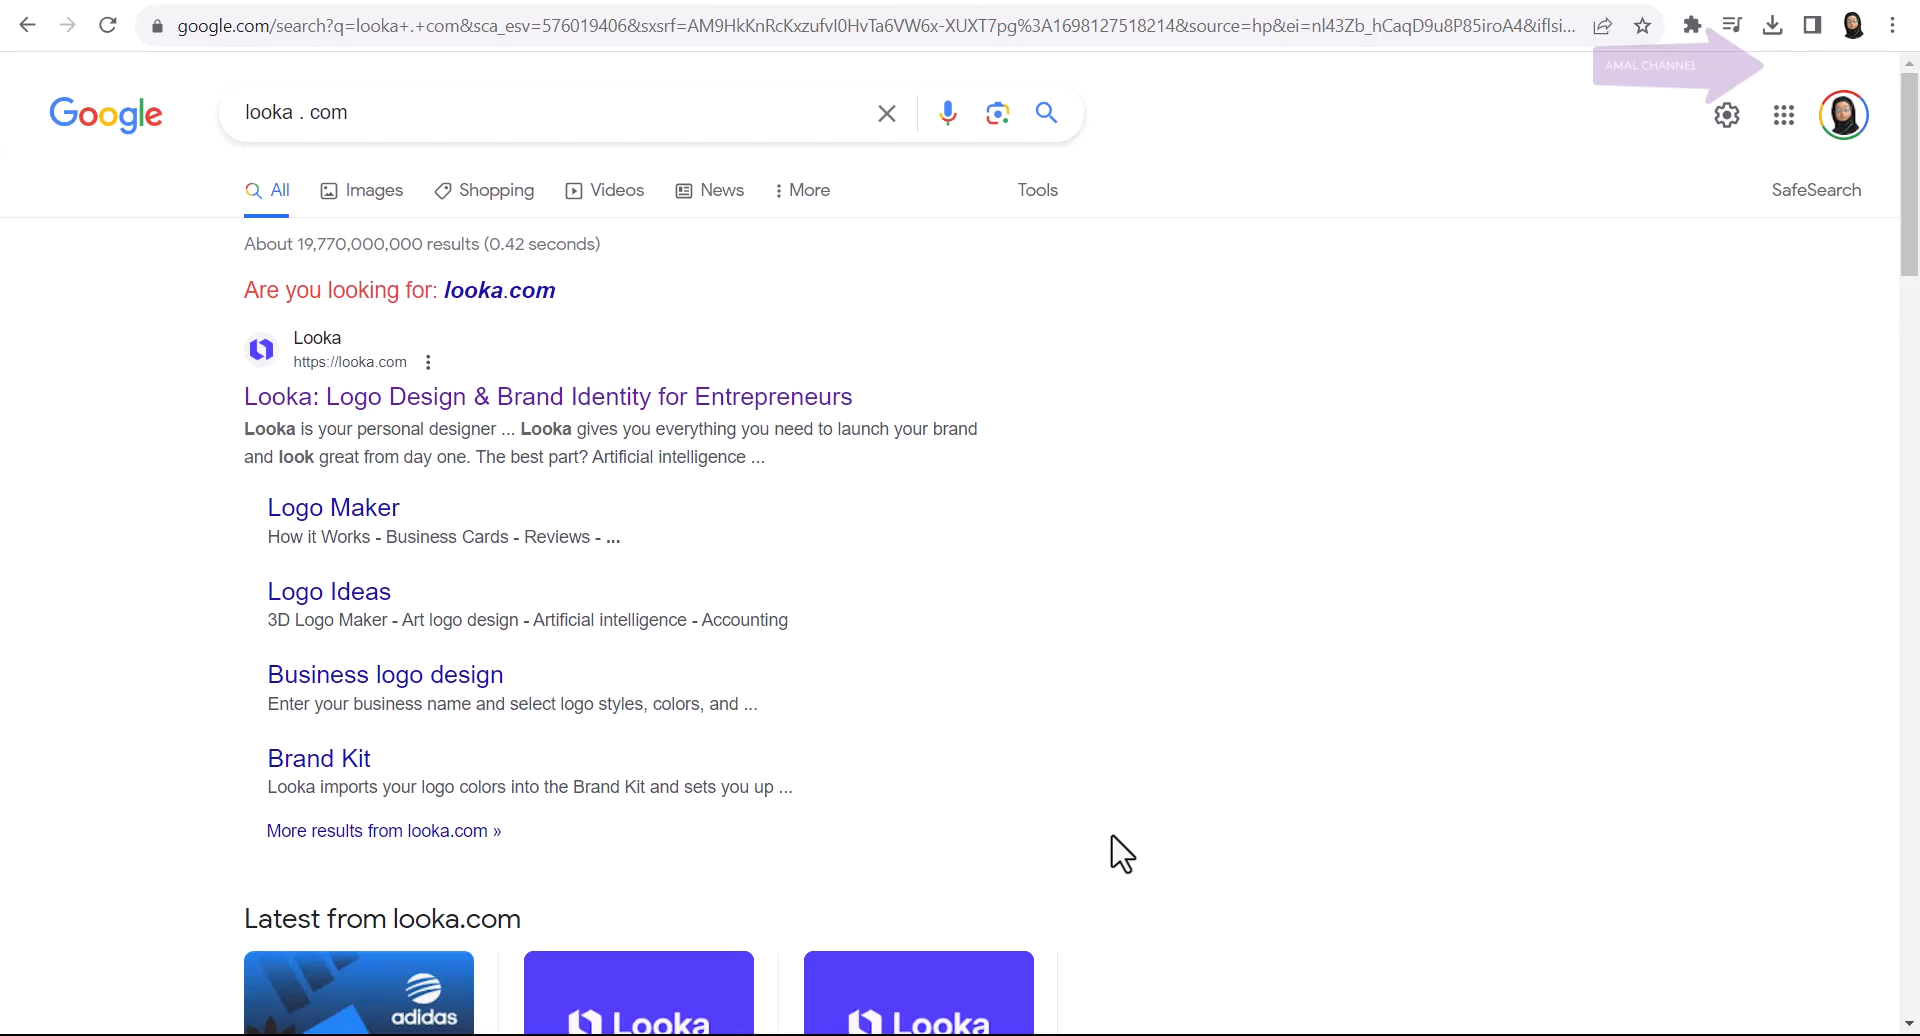 google.com/search?q=looka+.+com&sca_esv=576019406&sxsrf=AM9HkKnRcKxzufvI0HvTa6VW6x-XUXT7pg%3A1698127518214&source=hp&ei=nl43Zb_hCaqD9u8P85iroA4&iflsi...
AMAL CHANNEL
Google
looka . com
All
Images
Shopping
Videos
News
More
Tools
SafeSearch
About 19,770,000,000 results (0.42 seconds)
Are you looking for: looka.com
Looka
https://looka.com
Looka: Logo Design & Brand Identity for Entrepreneurs
Looka is your personal designer ... Looka gives you everything you need to launch your brand
and look great from day one. The best part? Artificial intelligence ...
Logo Maker
How it Works - Business Cards - Reviews - ...
Logo Ideas
3D Logo Maker - Art logo design - Artificial intelligence - Accounting
Business logo design
Enter your business name and select logo styles, colors, and ...
Brand Kit
Looka imports your logo colors into the Brand Kit and sets you up ...
More results from looka.com »
Latest from looka.com
adidas
Looka
Looka